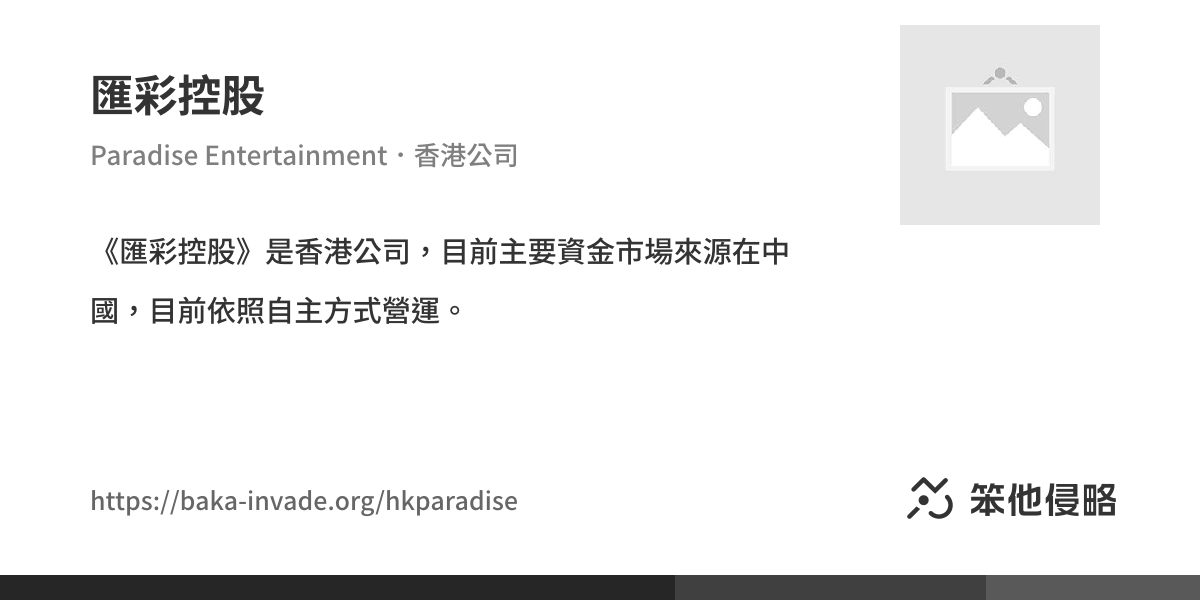 匯彩控股
Paradise Entertainment・香港公司
《匯彩控股》是香港公司，目前主要資金市場來源在中
國，目前依照自主方式營運。
https://baka-invade.org/hkparadise
笨他侵略